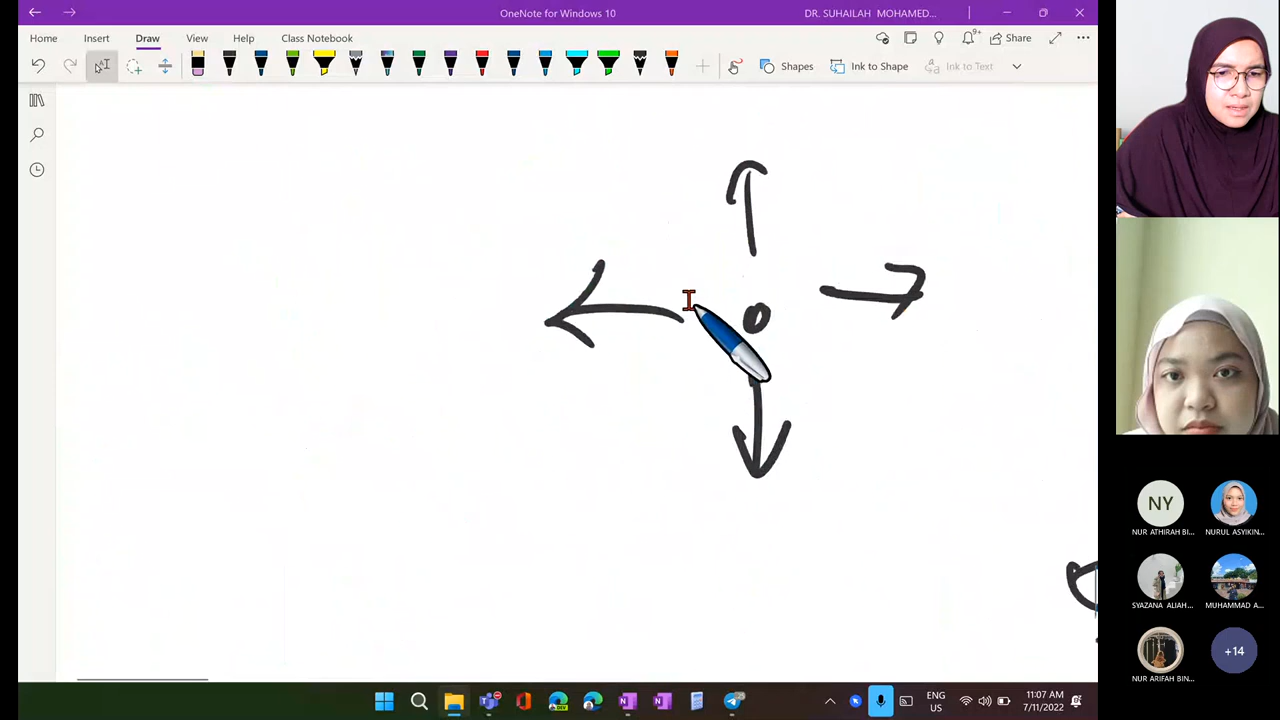 OneNote for Windows 10
DR. SUHAILAH MOHAMED...
Home Insert Draw View Help Class Notebook
9+
Share
Shapes
Ink to Shape
Ink to Text
NY
NUR ATHIRAH BI...
NURUL ASYIKIN...
SYAZANA ALIAH...
MUHAMMAD A...
NUR ARIFAH BIN...
+14
DEV
ENG
US
11:07 AM
7/11/2022